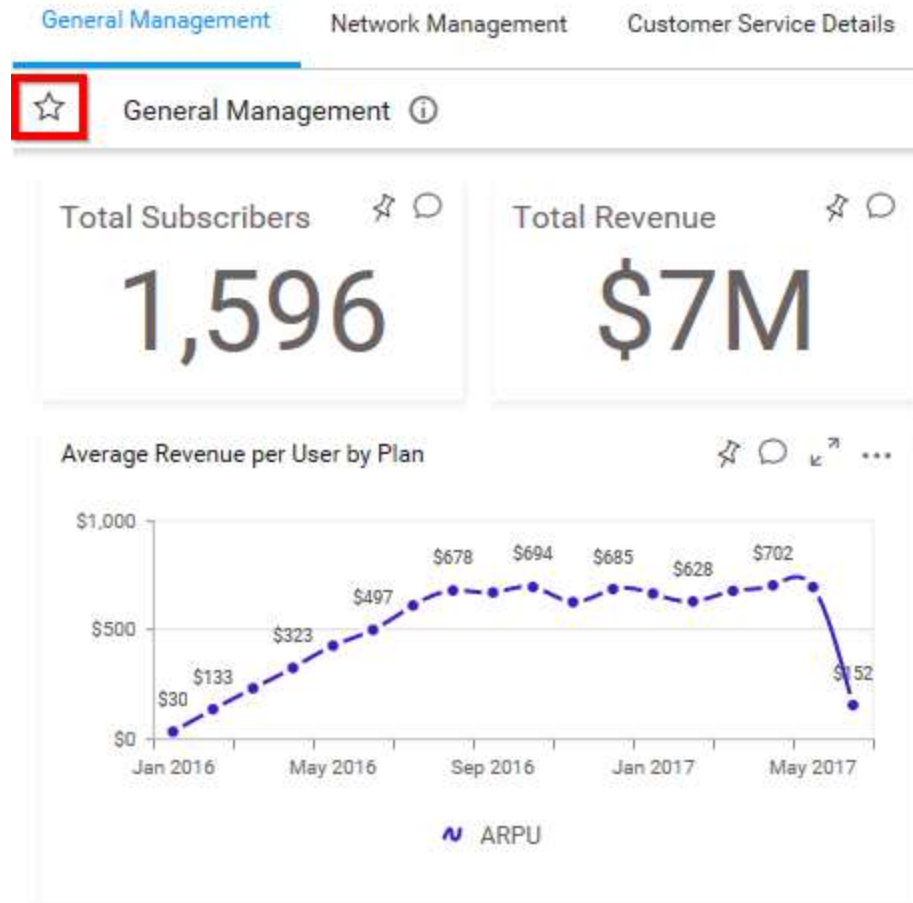 General Management Network Management Customer Service Details
General Management
Total Subscribers
1,596
Total Revenue
$7M
Average Revenue per User by Plan
$1,000
$500
$0
$30
$133
$323
$497
$678
$694
$685
$628
$702
$152
Jan 2016 May 2016 Sep 2016 Jan 2017 May 2017
ARPU